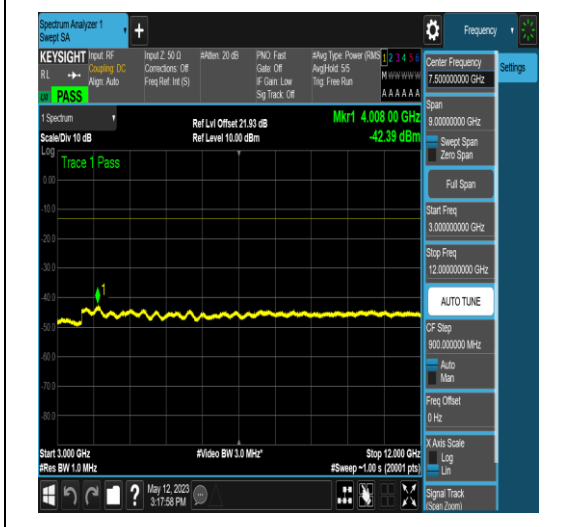 Spectrum Analyzer 1
Swept SA
Frequency
KEYSIGHT
RL
PASS
Input: RF
Coupling: DC
Align: Auto
Input Z: 50 Ω
Corrections: Off
Freq Ref: Int (S)
#Atten: 20 dB
PNO: Fast
Gate: Off
IF Gain: Low
Sig Track: Off
#Avg Type: Power (RMS)
Avg|Hold: 5/5
Trig: Free Run
1 2 3 4 5 6
M W W W W W
A A A A A A
1 Spectrum
Scale/Div 10 dB
Log
Ref Lvl Offset 21.93 dB
Ref Level 10.00 dBm
Mkr1 4.008 00 GHz
-42.39 dBm
Trace 1 Pass
0.00
-10.0
-20.0
-30.0
-40.0
-50.0
-60.0
-70.0
-80.0
1
Start 3.000 GHz
#Res BW 1.0 MHz
#Video BW 3.0 MHz*
Stop 12.000 GHz
#Sweep ~1.00 s (20001 pts)
May 12, 2023
3:17:58 PM
Settings
Center Frequency
7.500000000 GHz
Span
9.00000000 GHz
Swept Span
Zero Span
Full Span
Start Freq
3.000000000 GHz
Stop Freq
12.000000000 GHz
AUTO TUNE
CF Step
900.000000 MHz
Auto
Man
Freq Offset
0 Hz
X Axis Scale
Log
Lin
Signal Track
(Span Zoom)